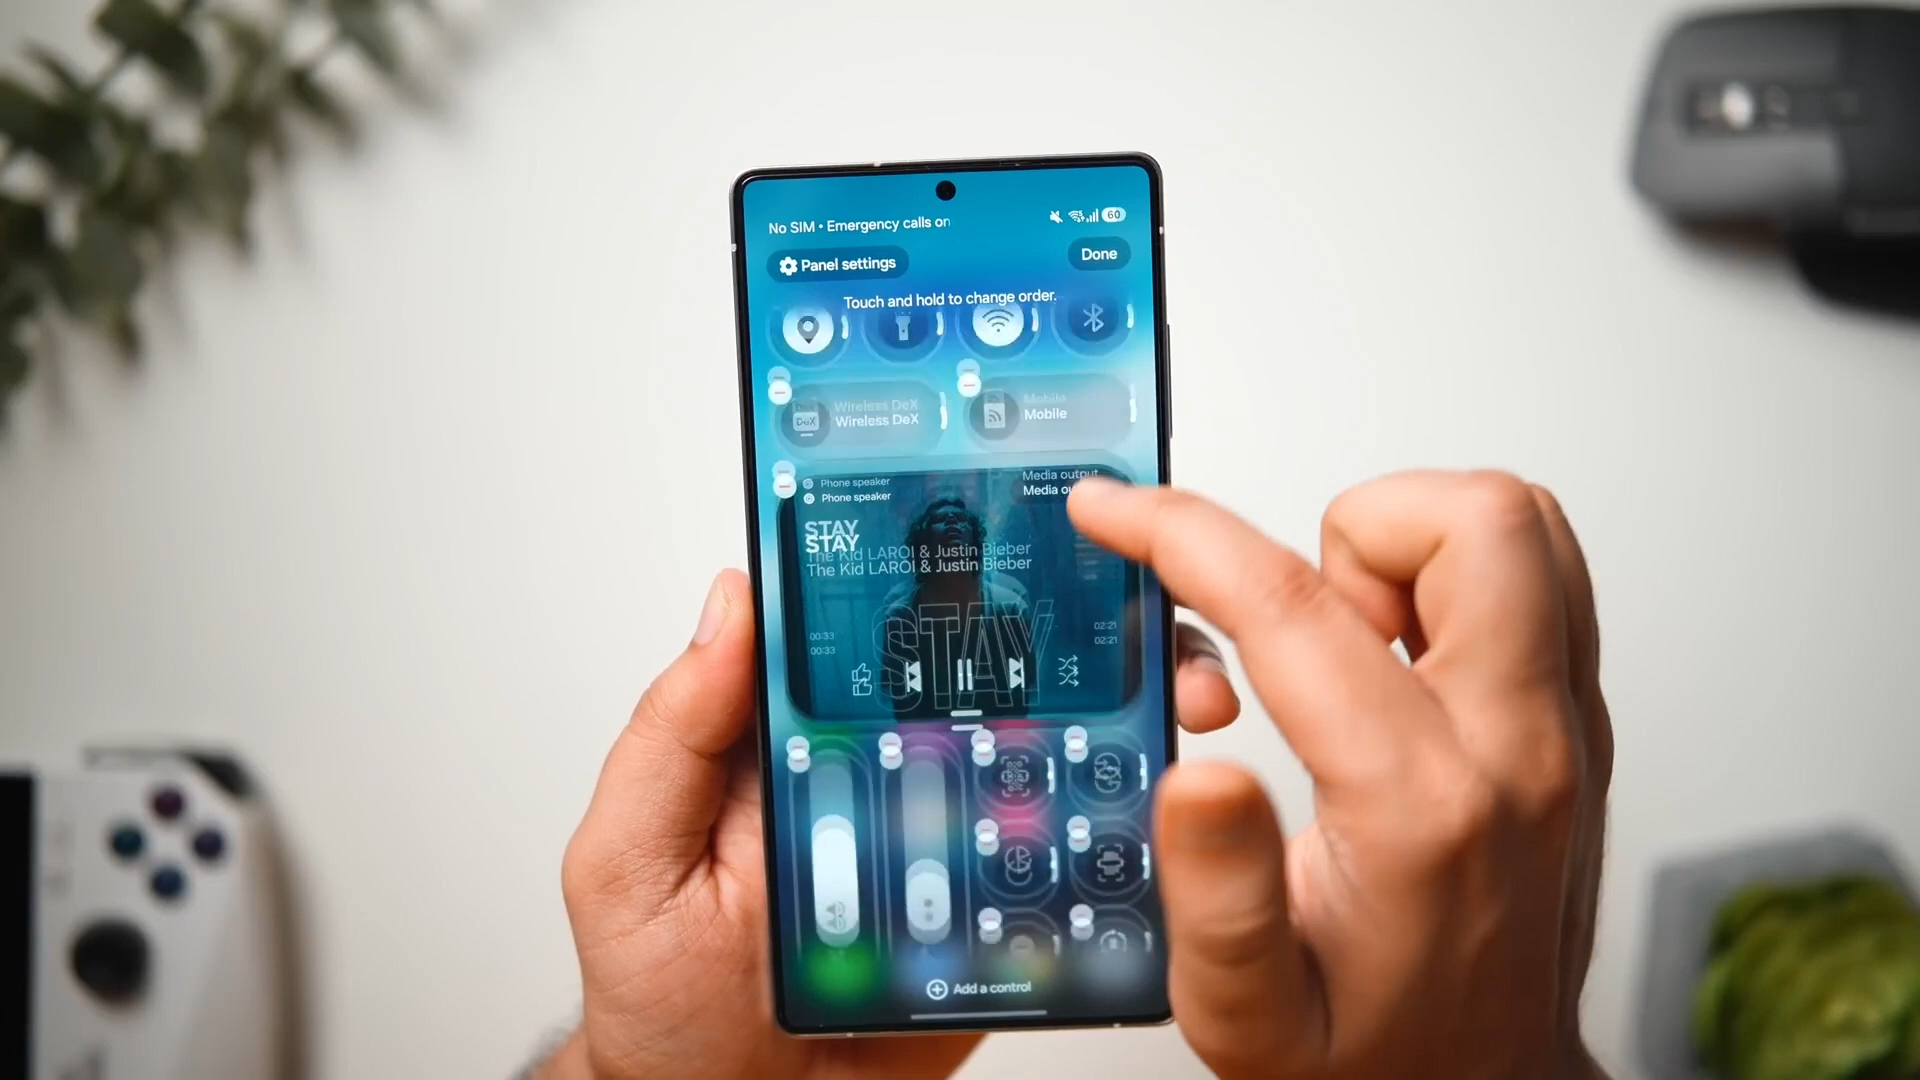 No SIM • Emergency calls on
60
Panel settings
Done
Touch and hold to change order.
Wireless DeX
Wireless DeX
Mobile
Mobile
DeX
Phone speaker
Media output
Phone speaker
Media ou
STAY
STAY
The Kid LAROI & Justin Bieber
The Kid LAROI & Justin Bieber
STAY
00:33
02:21
00:33
02:21
Add a control